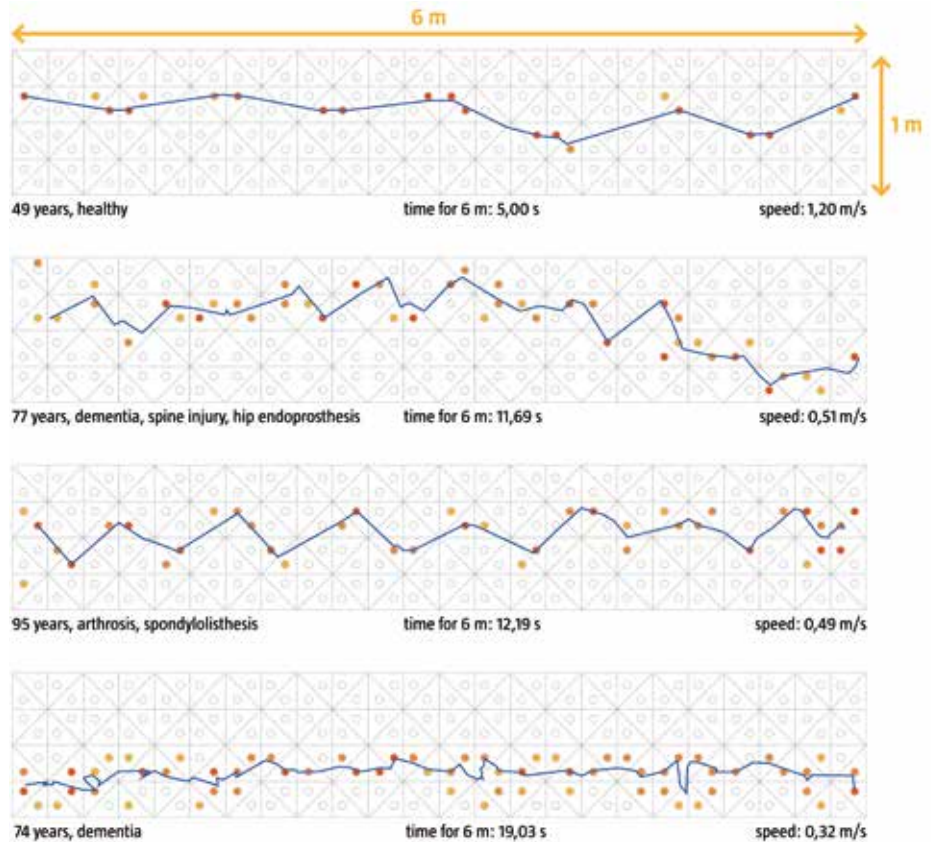 6 m
1 m
49 years, healthy time for 6 m: 5,00 s speed: 1,20 m/s
77 years, dementia, spine injury, hip endoprosthesis time for 6 m: 11,69 s speed: 0,51 m/s
95 years, arthrosis, spondylolisthesis time for 6 m: 12,19 s speed: 0,49 m/s
74 years, dementia time for 6 m: 19,03 s speed: 0,32 m/s